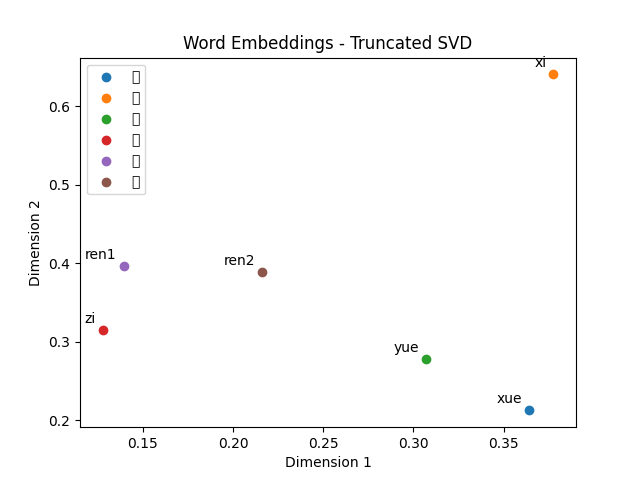 Word Embeddings - Truncated SVD
xi
ren1
ren2
zi
yue
xue
0.6
0.5
0.4
0.3
0.2
Dimension 2
0.15
0.20
0.25
0.30
0.35
Dimension 1